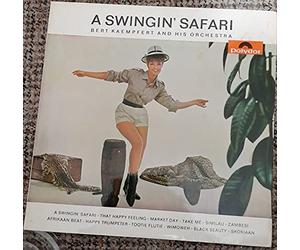 A SWINGIN' SAFARI
BERT KAEMPFERT AND HIS ORCHESTRA
Polydor
A SWINGIN' SAFARI · THAT HAPPY FEELING · MARKET DAY · TAKE ME · SIMILAU · ZAMBESI
AFRIKAAN BEAT · HAPPY TRUMPETER · TOOTIE FLUTIE · WIMOWEH · BLACK BEAUTY · SKOKIAAN